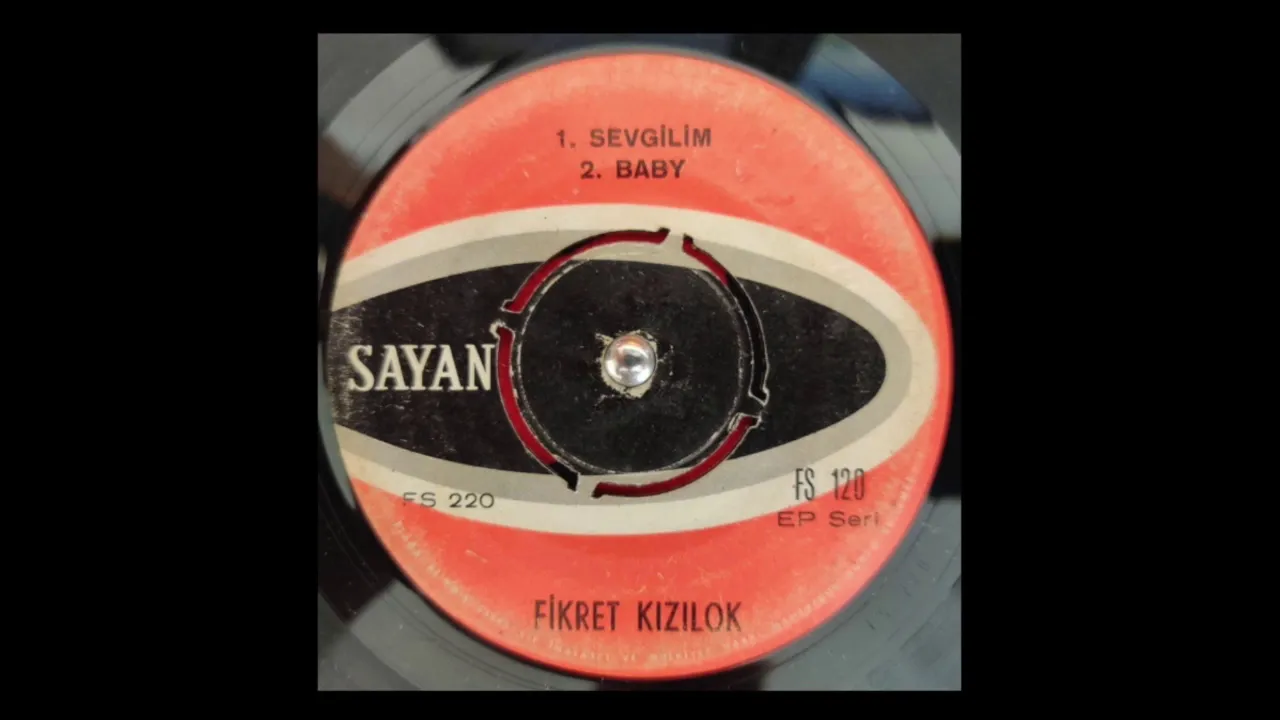 1. SEVGİLİM
2. BABY
SAYAN
FS 220
FS 120
EP Seri
FİKRET KIZILOK